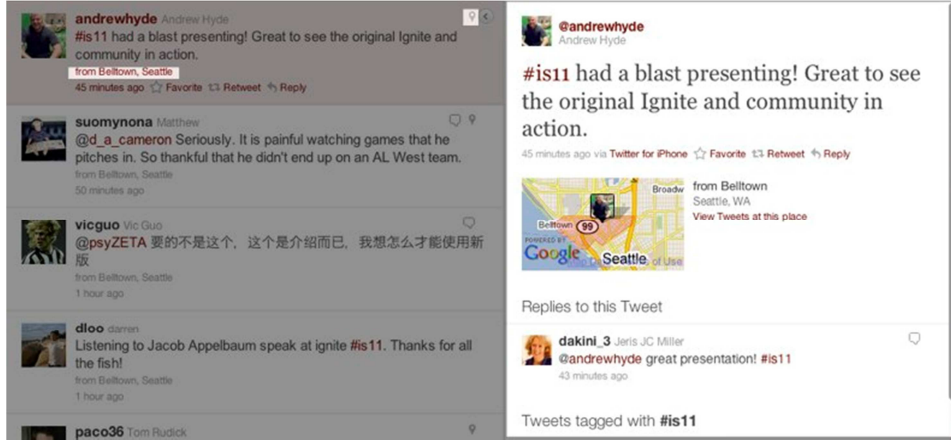 andrewhyde Andrew Hyde
#is11 had a blast presenting! Great to see the original Ignite and
community in action.
from Belltown, Seattle
45 minutes ago Favorite Retweet Reply
suomynona Matthew
@d_a_cameron Seriously. It is painful watching games that he
pitches in. So thankful that he didn't end up on an AL West team.
from Belltown, Seattle
50 minutes ago
vicguo Vic Guo
@psyZETA 要的不是这个，这个是介绍而已，我想怎么才能使用新
版
from Belltown, Seattle
1 hour ago
dloo darren
Listening to Jacob Appelbaum speak at ignite #is11. Thanks for all
the fish!
from Belltown, Seattle
1 hour ago
paco36 Tom Rudick
@andrewhyde
Andrew Hyde
#is11 had a blast presenting! Great to see
the original Ignite and community in
action.
45 minutes ago via Twitter for iPhone Favorite Retweet Reply
Broadw
Belltown 99
POWERED BY
Google Seattle of Use
from Belltown
Seattle, WA
View Tweets at this place
Replies to this Tweet
dakini_3 Jeris JC Miller
@andrewhyde great presentation! #is11
43 minutes ago
Tweets tagged with #is11